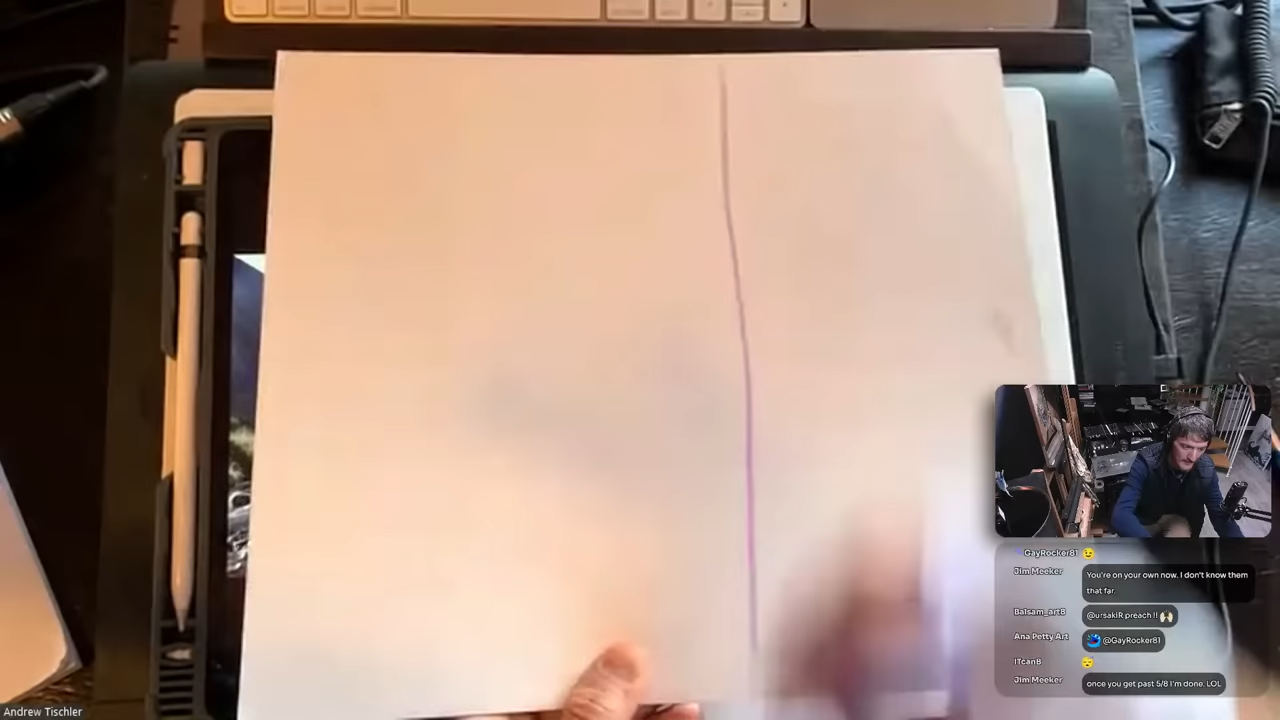 GayRocker81 😉
Jim Meeker
You're on your own now. I don't know them
that far.
Balsam_art8
@ursakIR preach !! 🙌🏻
Ana Petty Art
@GayRocker81
ITcanB
😴
Jim Meeker
once you get past 5/8 I'm done. LOL
Andrew Tischler